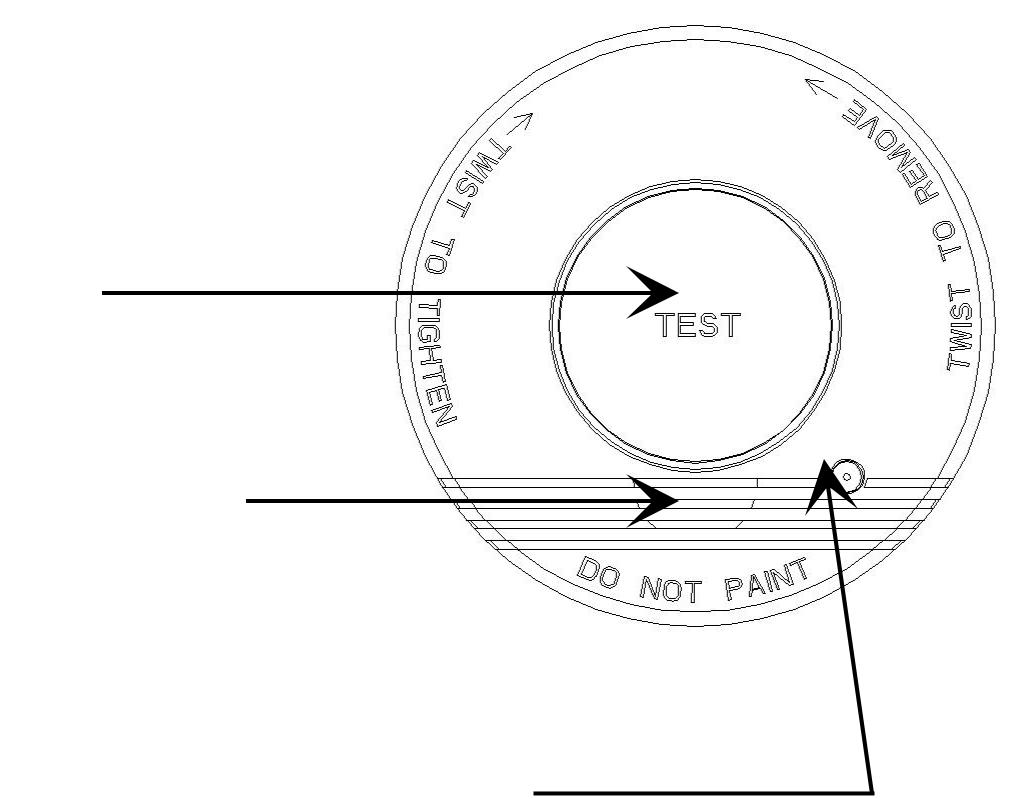 TWIST TO TIGHTEN
TWIST TO REMOVE
TEST
DO NOT PAINT